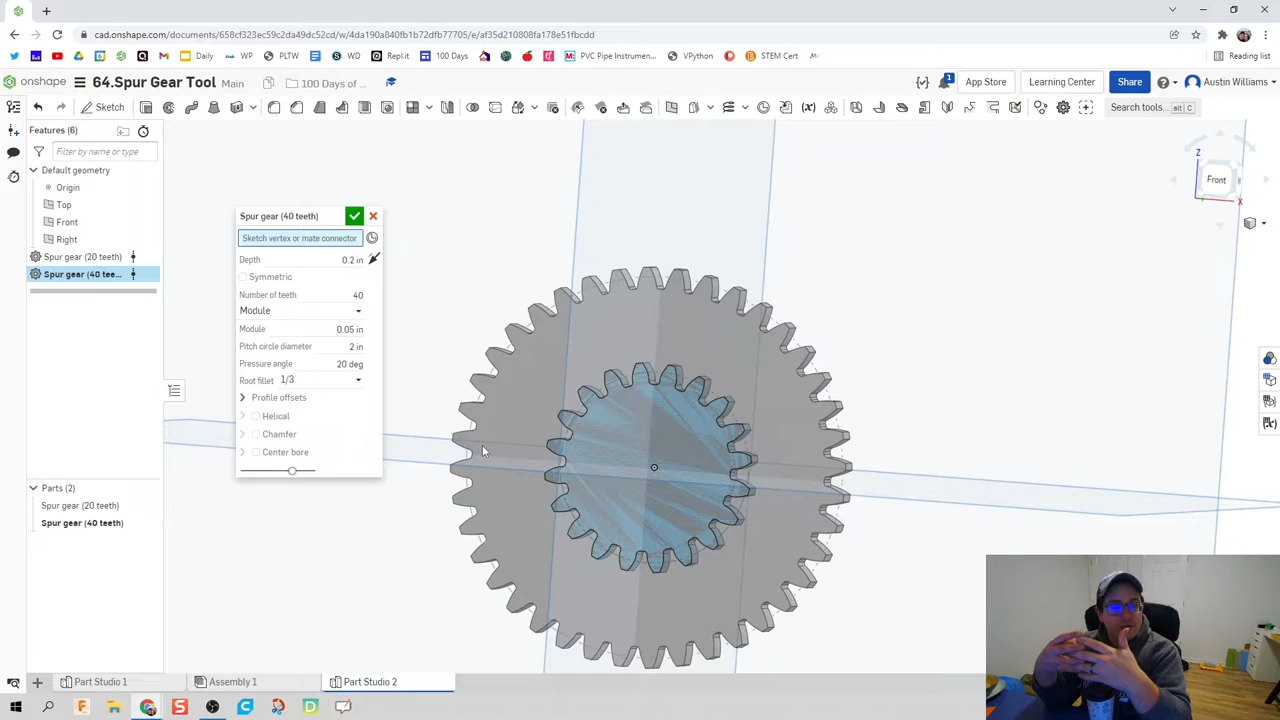 cad.onshape.com/documents/658cf323ec59c2da49dc52cd/w/4da190a840fb1b72dfb77705/e/af35d210808fa178e51fbcdd
Daily
WP
PLTW
SD
WD
Repl.it
100 Days
PVC Pipe Instrumen...
VPython
STEM Cert
Reading list
onshape
64.Spur Gear Tool
Main
100 Days of ...
1
App Store
Learning Center
Share
Austin Williams
Sketch
Search tools...
alt
C
Features (6)
Filter by name or type
Default geometry
Origin
Top
Front
Right
Spur gear (20 teeth)
Spur gear (40 tee...
Spur gear (40 teeth)
Sketch vertex or mate connector
Depth 0.2 in
Symmetric
Number of teeth 40
Module
Module 0.05 in
Pitch circle diameter 2 in
Pressure angle 20 deg
Root fillet 1/3
Profile offsets
Helical
Chamfer
Center bore
Z
Front
X
Parts (2)
Spur gear (20 teeth)
Spur gear (40 teeth)
Part Studio 1
Assembly 1
Part Studio 2